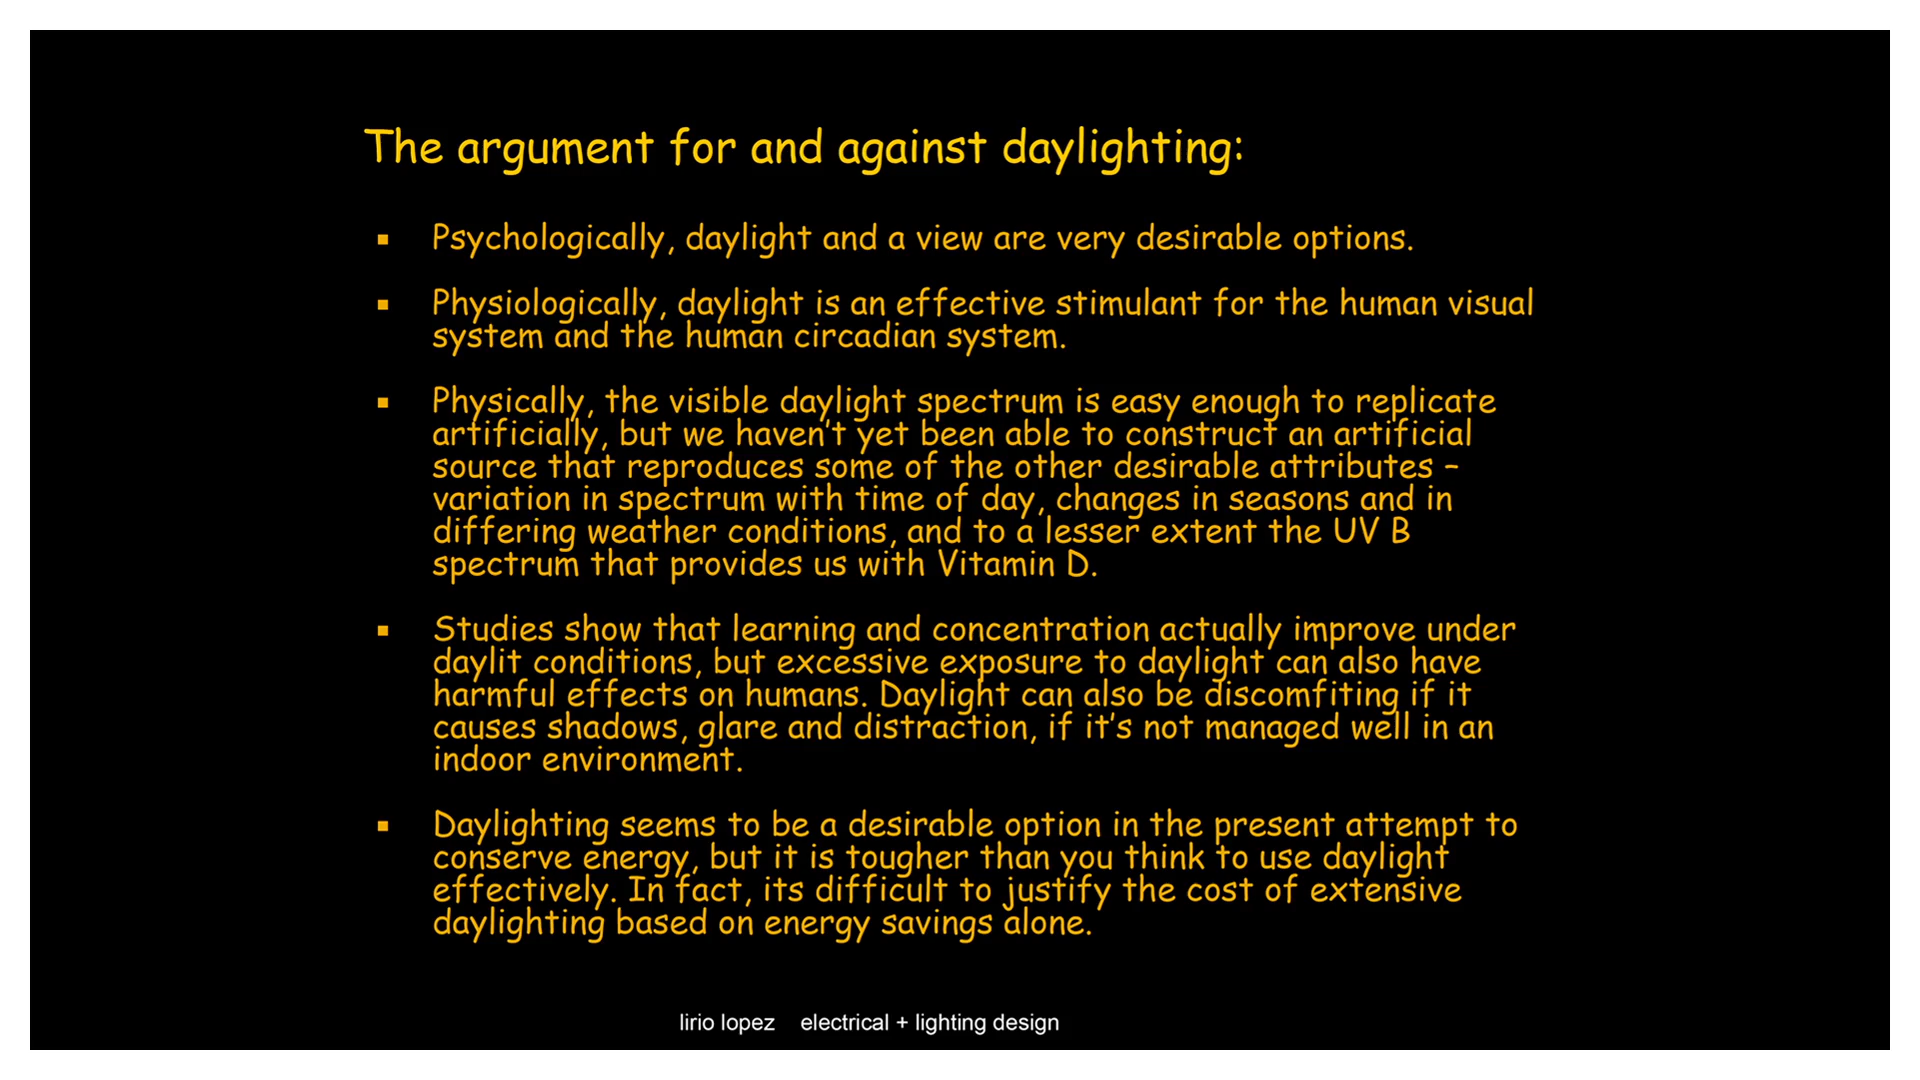 The argument for and against daylighting:
▪ Psychologically, daylight and a view are very desirable options.
▪ Physiologically, daylight is an effective stimulant for the human visual
system and the human circadian system.
▪ Physically, the visible daylight spectrum is easy enough to replicate
artificially, but we haven’t yet been able to construct an artificial
source that reproduces some of the other desirable attributes –
variation in spectrum with time of day, changes in seasons and in
differing weather conditions, and to a lesser extent the UV B
spectrum that provides us with Vitamin D.
▪ Studies show that learning and concentration actually improve under
daylit conditions, but excessive exposure to daylight can also have
harmful effects on humans. Daylight can also be discomfiting if it
causes shadows, glare and distraction, if it’s not managed well in an
indoor environment.
▪ Daylighting seems to be a desirable option in the present attempt to
conserve energy, but it is tougher than you think to use daylight
effectively. In fact, its difficult to justify the cost of extensive
daylighting based on energy savings alone.
lirio lopez electrical + lighting design